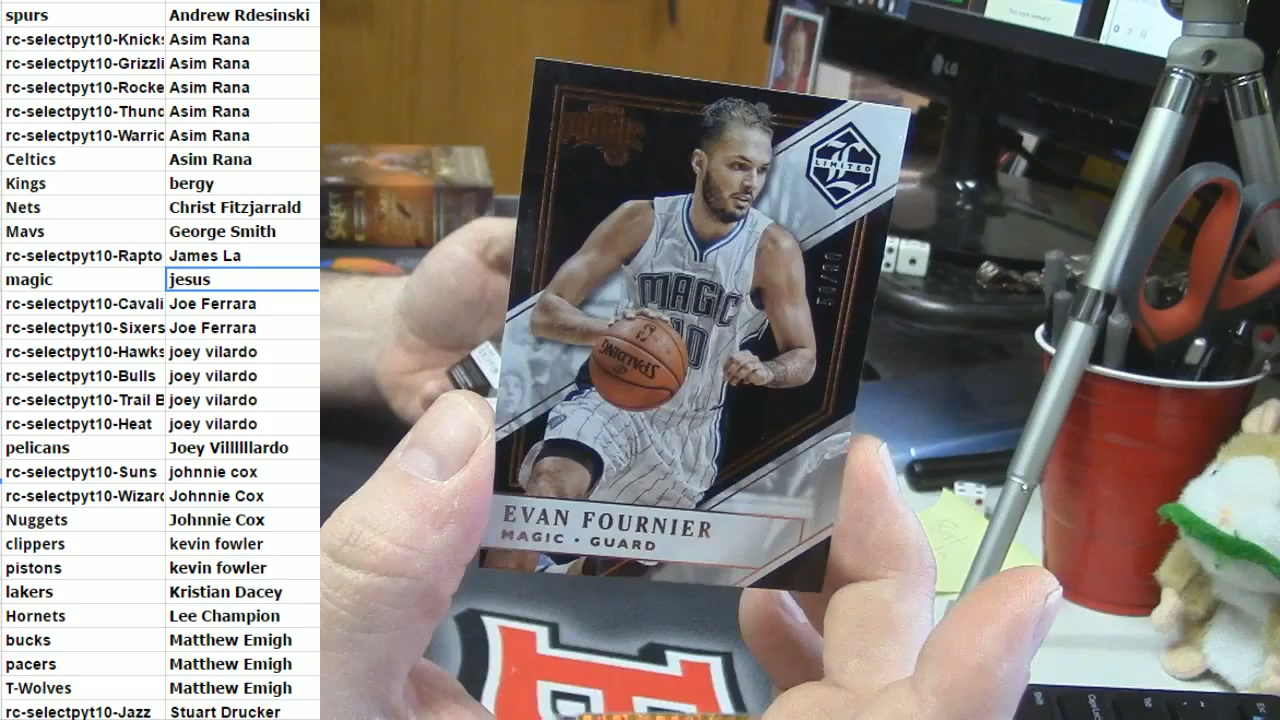 spurs Andrew Rdesinski
rc-selectpyt10-Knicks Asim Rana
rc-selectpyt10-Grizzli Asim Rana
rc-selectpyt10-Rocke Asim Rana
rc-selectpyt10-Thund Asim Rana
rc-selectpyt10-Warric Asim Rana
Celtics Asim Rana
Kings bergy
Nets Christ Fitzjarrald
Mavs George Smith
rc-selectpyt10-Rapto James La
magic jesus
rc-selectpyt10-Cavali Joe Ferrara
rc-selectpyt10-Sixers Joe Ferrara
rc-selectpyt10-Hawks joey vilardo
rc-selectpyt10-Bulls joey vilardo
rc-selectpyt10-Trail B joey vilardo
rc-selectpyt10-Heat joey vilardo
pelicans Joey Villlllllardo
rc-selectpyt10-Suns johnnie cox
rc-selectpyt10-Wizard Johnnie Cox
Nuggets Johnnie Cox
clippers kevin fowler
pistons kevin fowler
lakers Kristian Dacey
Hornets Lee Champion
bucks Matthew Emigh
pacers Matthew Emigh
T-Wolves Matthew Emigh
rc-selectpyt10-Jazz Stuart Drucker
LG
MAGIC
L
LIMITED
MAGIC
10
SPALDING
EVAN FOURNIER
MAGIC • GUARD